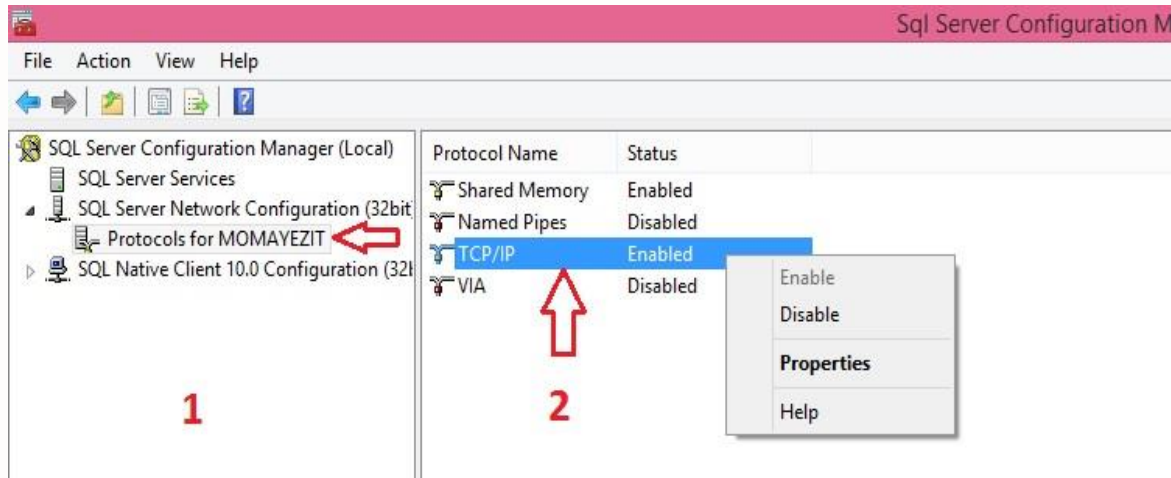 Sql Server Configuration M
File Action View Help
SQL Server Configuration Manager (Local)
SQL Server Services
SQL Server Network Configuration (32bit
Protocols for MOMAYEZIT
SQL Native Client 10.0 Configuration (32b
1
Protocol Name Status
Shared Memory Enabled
Named Pipes Disabled
TCP/IP Enabled
VIA Disabled
2
Enable
Disable
Properties
Help